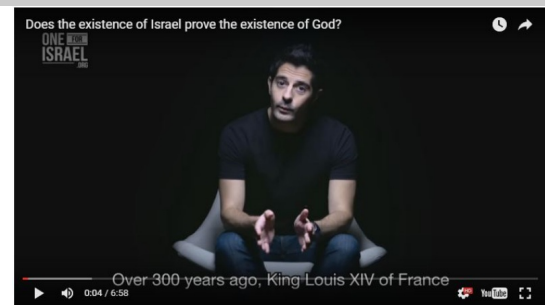 Does the existence of Israel prove the existence of God?
ONE FOR
ISRAEL
Over 300 years ago, King Louis XIV of France
0:04 / 6:58
HD
YouTube